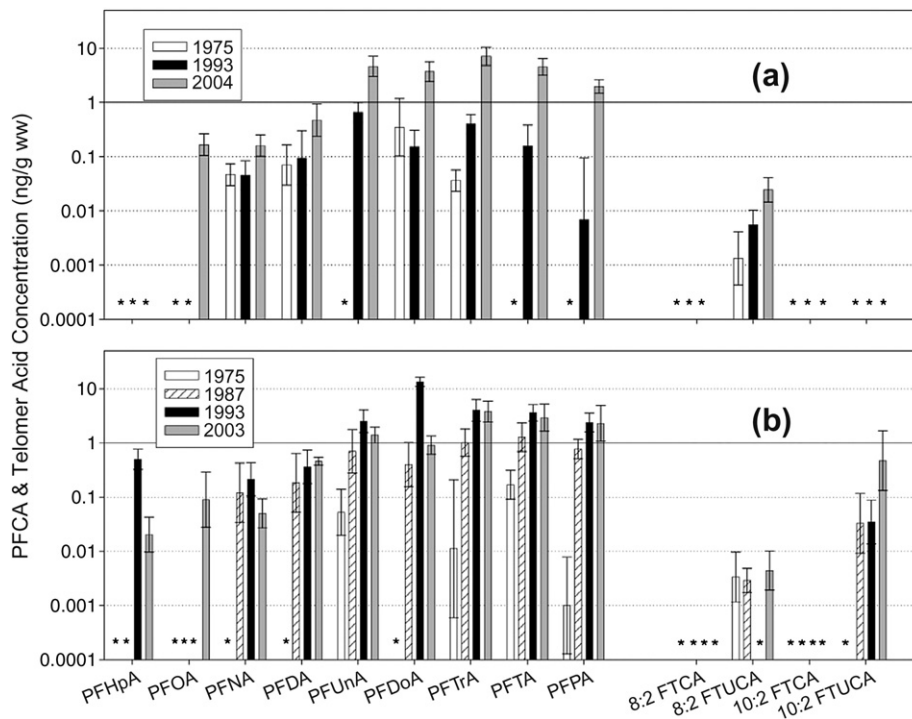 PFCA & Telomer Acid Concentration (ng/g ww)
10
1
0.1
0.01
0.001
0.0001
1975
1993
2004
(a)
* * *
* *
*
*
*
* * *
* * *
* * *
10
1
0.1
0.01
0.001
0.0001
1975
1987
1993
2003
(b)
* *
* * *
*
*
*
* * * *
*
* * * *
*
PFHpA
PFOA
PFNA
PFDA
PFUnA
PFDoA
PFTrA
PFTA
PFPA
8:2 FTCA
8:2 FTUCA
10:2 FTCA
10:2 FTUCA